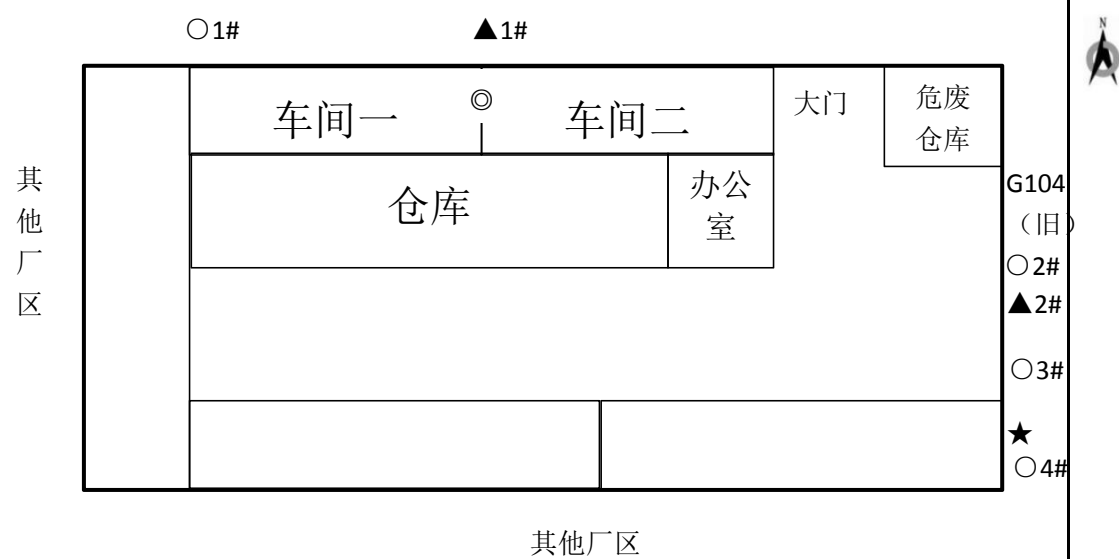 ○1#
▲1#
N
车间一
◎
车间二
大门
危废
仓库
其
他
厂
区
仓库
办公
室
G104
（旧）
○2#
▲2#
○3#
★
○4#
其他厂区